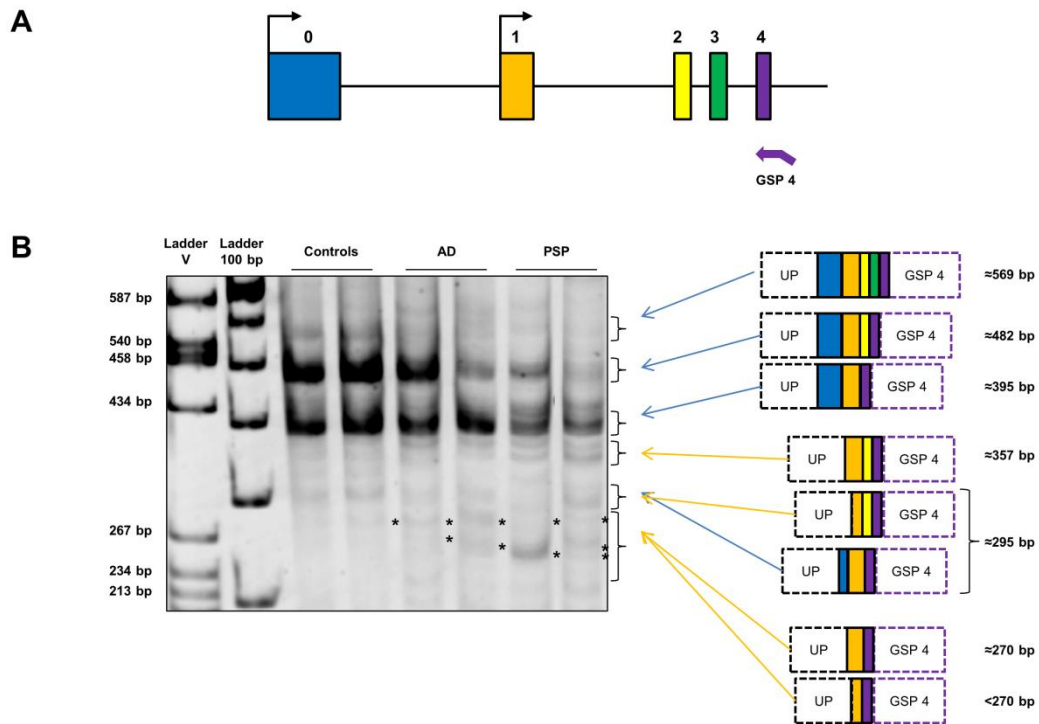 A
0
1
2
3
4
GSP 4
B
Ladder
V
Ladder
100 bp
Controls
AD
PSP
587 bp
540 bp
458 bp
434 bp
267 bp
234 bp
213 bp
*
*
*
*
*
*
*
*
*
UP GSP 4 ≈569 bp
UP GSP 4 ≈482 bp
UP GSP 4 ≈395 bp
UP GSP 4 ≈357 bp
UP GSP 4
≈295 bp
UP GSP 4
UP GSP 4 ≈270 bp
UP GSP 4 <270 bp